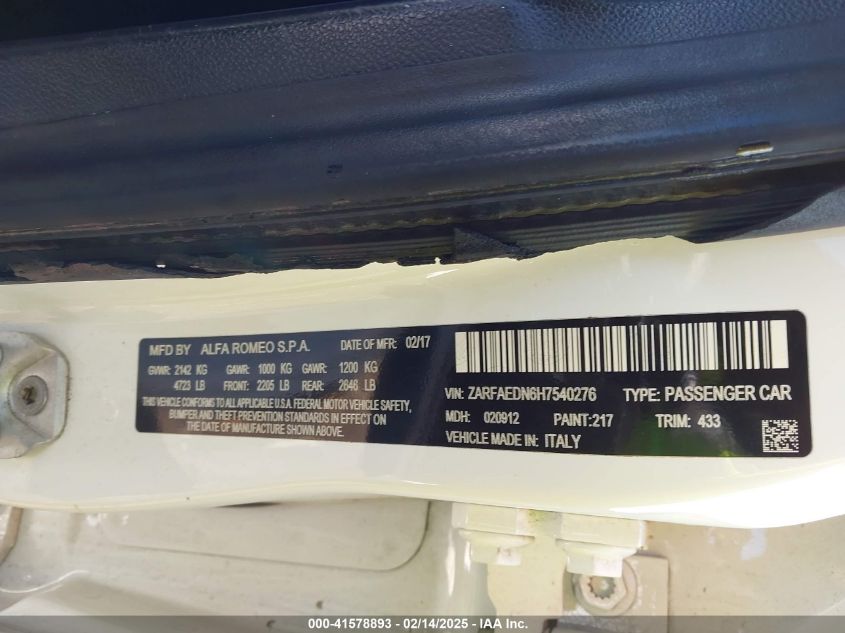 MFD BY ALFA ROMEO S.P.A. DATE OF MFR: 02/17
GVWR: 2142 KG GAWR: 1000 KG GAWR: 1200 KG
4723 LB FRONT: 2205 LB REAR: 2646 LB
THIS VEHICLE CONFORMS TO ALL APPLICABLE U.S.A. FEDERAL MOTOR VEHICLE SAFETY,
BUMPER AND THEFT PREVENTION STANDARDS IN EFFECT ON
THE DATE OF MANUFACTURE SHOWN ABOVE.
VIN: ZARFAEDN6H7540276 TYPE: PASSENGER CAR
MDH: 020912 PAINT:217 TRIM: 433
VEHICLE MADE IN: ITALY
000-41578893 - 02/14/2025 - IAA Inc.